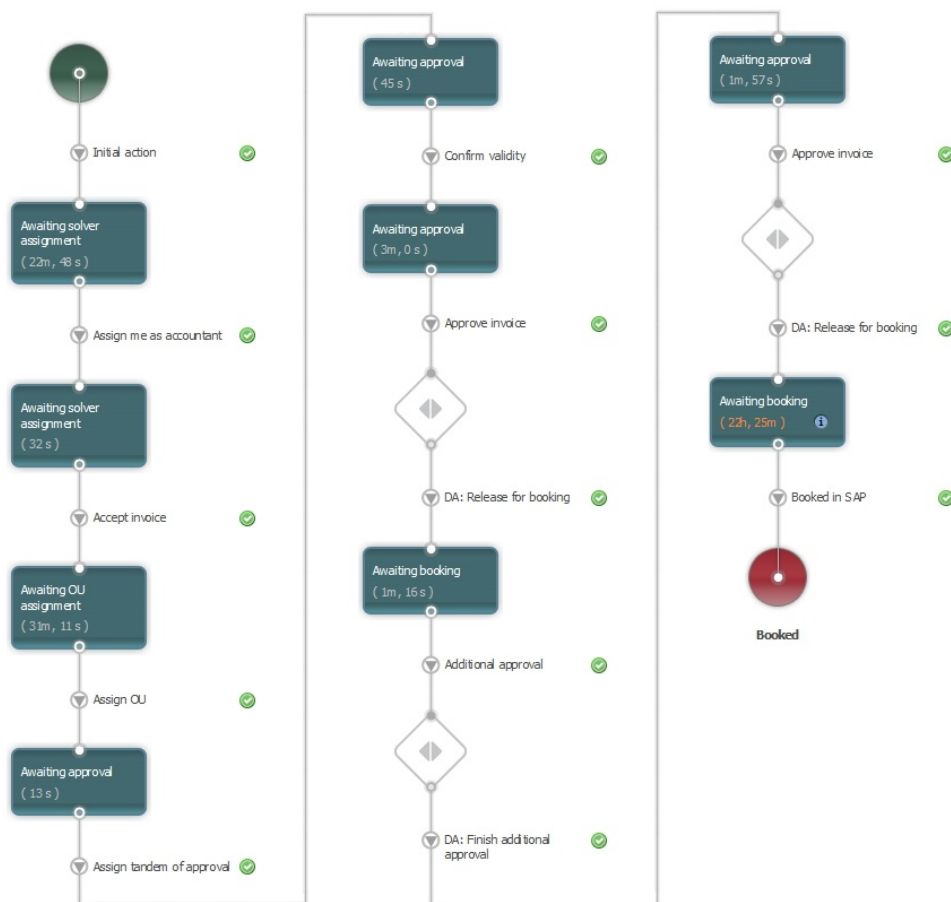 Initial action
Awaiting solver
assignment
( 22m, 48 s )
Assign me as accountant
Awaiting solver
assignment
( 32 s )
Accept invoice
Awaiting OU
assignment
( 31m, 11 s )
Assign OU
Awaiting approval
( 13 s )
Assign tandem of approval
Awaiting approval
( 45 s )
Confirm validity
Awaiting approval
( 3m, 0 s )
Approve invoice
DA: Release for booking
Awaiting booking
( 1m, 16 s )
Additional approval
DA: Finish additional
approval
Awaiting approval
( 1m, 57 s )
Approve invoice
DA: Release for booking
Awaiting booking
( 22h, 25m )
i
Booked in SAP
Booked